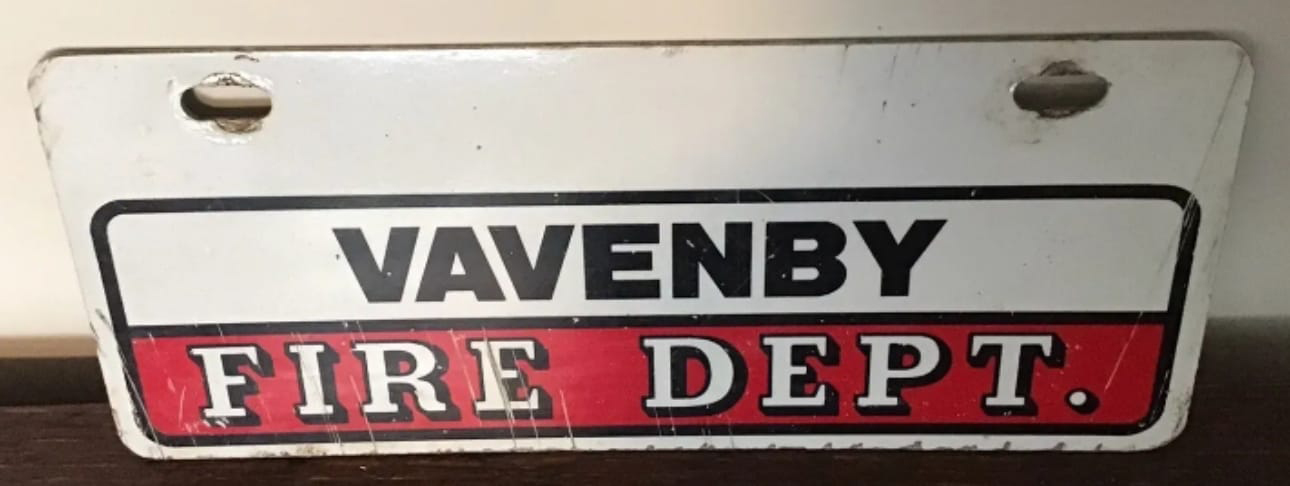 VAVENBY
FIRE DEPT.